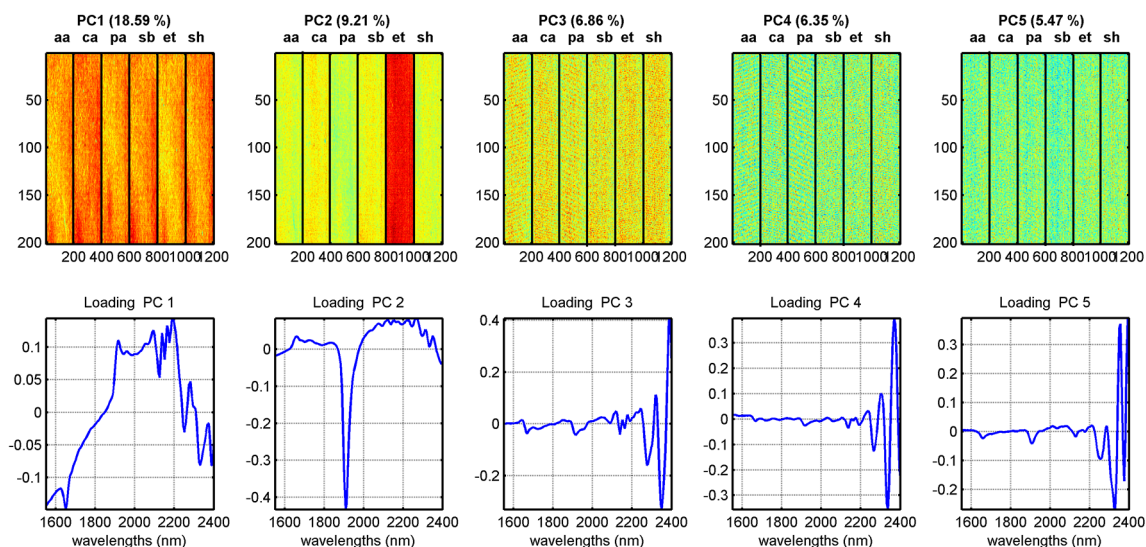 PC1 (18.59 %) PC2 (9.21 %) PC3 (6.86 %) PC4 (6.35 %) PC5 (5.47 %)
aa ca pa sb et sh aa ca pa sb et sh aa ca pa sb et sh aa ca pa sb et sh aa ca pa sb et sh
50 50 50 50 50
100 100 100 100 100
150 150 150 150 150
200 200 200 200 200
200 400 600 800 1000 1200 200 400 600 800 1000 1200 200 400 600 800 1000 1200 200 400 600 800 1000 1200 200 400 600 800 1000 1200
Loading PC 1 Loading PC 2 Loading PC 3 Loading PC 4 Loading PC 5
0.1 0.05 0 -0.05 -0.1
0 -0.1 -0.2 -0.3 -0.4
0.4 0.2 0 -0.2
0.3 0.2 0.1 0 -0.1 -0.2 -0.3
0.3 0.2 0.1 0 -0.1 -0.2
1600 1800 2000 2200 2400 1600 1800 2000 2200 2400 1600 1800 2000 2200 2400 1600 1800 2000 2200 2400 1600 1800 2000 2200 2400
wavelengths (nm) wavelengths (nm) wavelengths (nm) wavelengths (nm) wavelengths (nm)